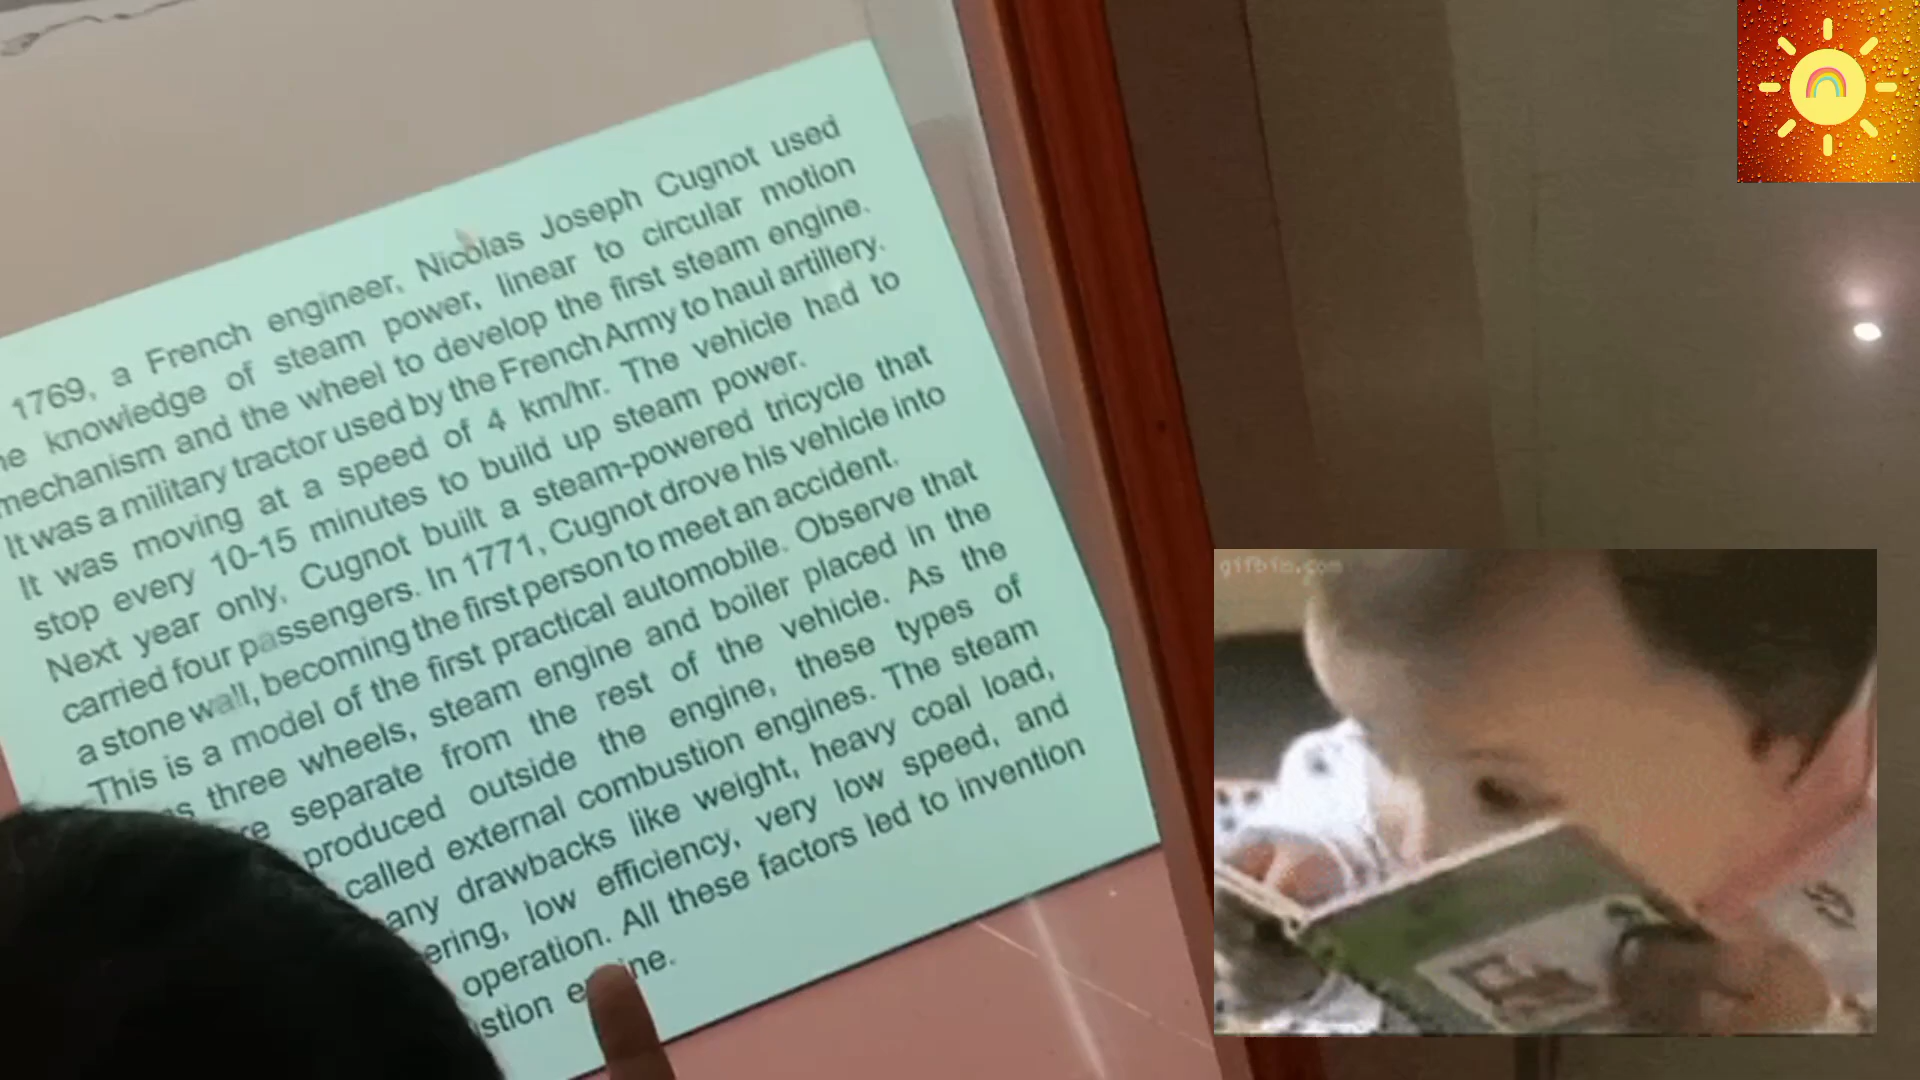 1769, a French engineer, Nicolas Joseph Cugnot used
knowledge of steam power, linear to circular motion
mechanism and the wheel to develop the first steam engine.
It was a military tractor used by the French Army to haul artillery.
It was moving at a speed of 4 km/hr. The vehicle had to
stop every 10-15 minutes to build up steam power.
Next year only, Cugnot built a steam-powered tricycle that
carried four passengers. In 1771, Cugnot drove his vehicle into
a stone wall, becoming the first person to meet an accident.
This is a model of the first practical automobile. Observe that
three wheels, steam engine and boiler placed in the
separate from the rest of the vehicle. As the
produced outside the engine, these types of
called external combustion engines. The steam
any drawbacks like weight, heavy coal load,
ering, low efficiency, very low speed, and
operation. All these factors led to invention
stion
gifbin.com